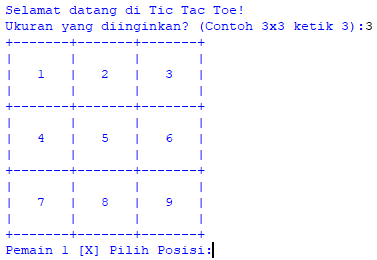 Selamat datang di Tic Tac Toe!
Ukuran yang diinginkan? (Contoh 3x3 ketik 3):3
+-------+-------+-------+
|       |       |       |
|   1   |   2   |   3   |
|       |       |       |
+-------+-------+-------+
|       |       |       |
|   4   |   5   |   6   |
|       |       |       |
+-------+-------+-------+
|       |       |       |
|   7   |   8   |   9   |
|       |       |       |
+-------+-------+-------+
Pemain 1 [X] Pilih Posisi: